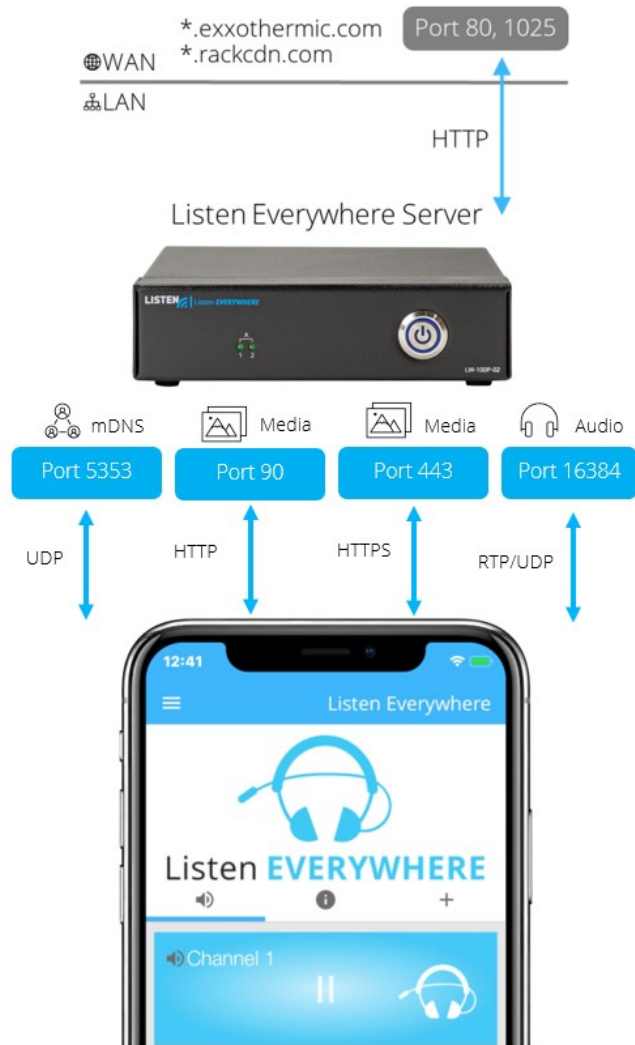 *.exxothermic.com
*.rackcdn.com
Port 80, 1025
WAN
LAN
HTTP
Listen Everywhere Server
LISTEN Listen EVERYWHERE
A
1 2
LW-100P-02
mDNS
Media
Media
Audio
Port 5353
Port 90
Port 443
Port 16384
UDP
HTTP
HTTPS
RTP/UDP
12:41
Listen Everywhere
Listen EVERYWHERE
Channel 1